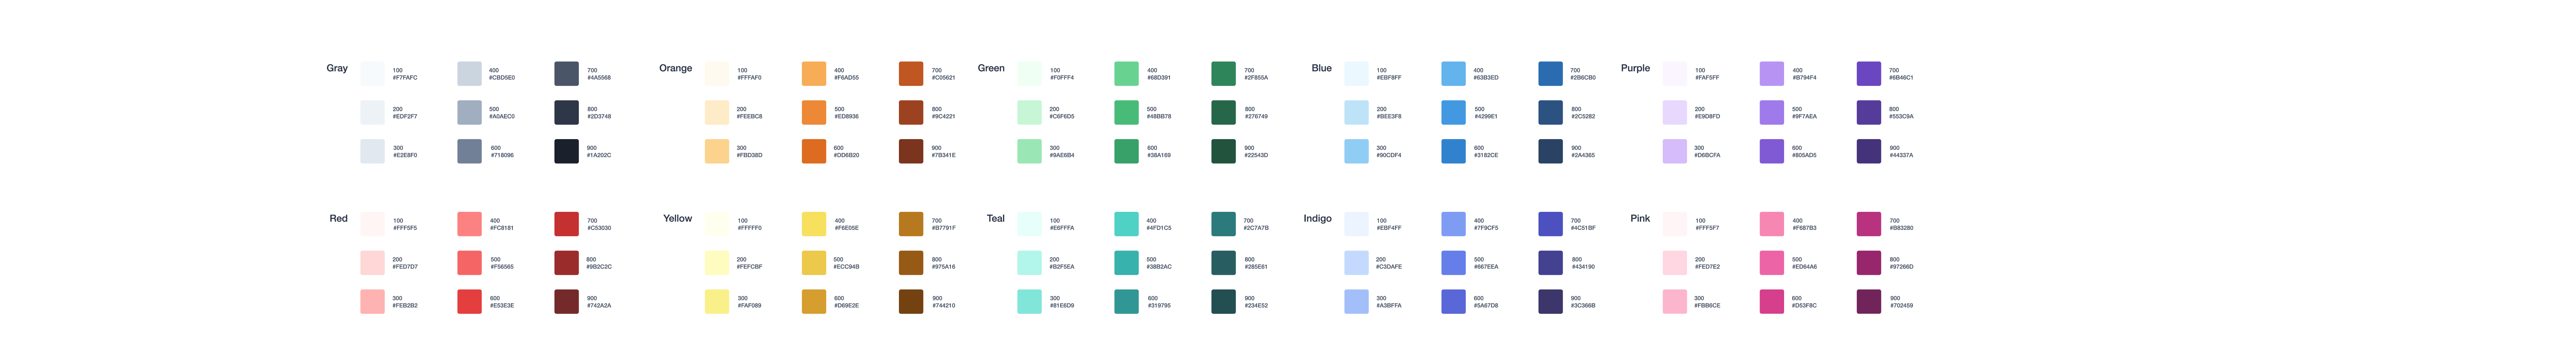 Gray
100
#F7FAFC
400
#CBD5E0
700
#4A5568
200
#EDF2F7
500
#A0AEC0
800
#2D3748
300
#E2E8F0
600
#718096
900
#1A202C
Orange
100
#FFFAF0
400
#F6AD55
700
#C05621
200
#FEEBC8
500
#ED8936
800
#9C4221
300
#FBD38D
600
#DD6B20
900
#7B341E
Green
100
#F0FFF4
400
#68D391
700
#2F855A
200
#C6F6D5
500
#48BB78
800
#276749
300
#9AE6B4
600
#38A169
900
#22543D
Blue
100
#EBF8FF
400
#63B3ED
700
#2B6CB0
200
#BEE3F8
500
#4299E1
800
#2C5282
300
#90CDF4
600
#3182CE
900
#2A4365
Purple
100
#FAF5FF
400
#B794F4
700
#6B46C1
200
#E9D8FD
500
#9F7AEA
800
#553C9A
300
#D6BCFA
600
#805AD5
900
#44337A
Red
100
#FFF5F5
400
#FC8181
700
#C53030
200
#FED7D7
500
#F56565
800
#9B2C2C
300
#FEB2B2
600
#E53E3E
900
#742A2A
Yellow
100
#FFFFF0
400
#F6E05E
700
#B7791F
200
#FEFCBF
500
#ECC94B
800
#975A16
300
#FAF089
600
#D69E2E
900
#744210
Teal
100
#E6FFFA
400
#4FD1C5
700
#2C7A7B
200
#B2F5EA
500
#38B2AC
800
#285E61
300
#81E6D9
600
#319795
900
#234E52
Indigo
100
#EBF4FF
400
#7F9CF5
700
#4C51BF
200
#C3DAFE
500
#667EEA
800
#434190
300
#A3BFFA
600
#5A67D8
900
#3C366B
Pink
100
#FFF5F7
400
#F687B3
700
#B83280
200
#FED7E2
500
#ED64A6
800
#97266D
300
#FBB6CE
600
#D53F8C
900
#702459